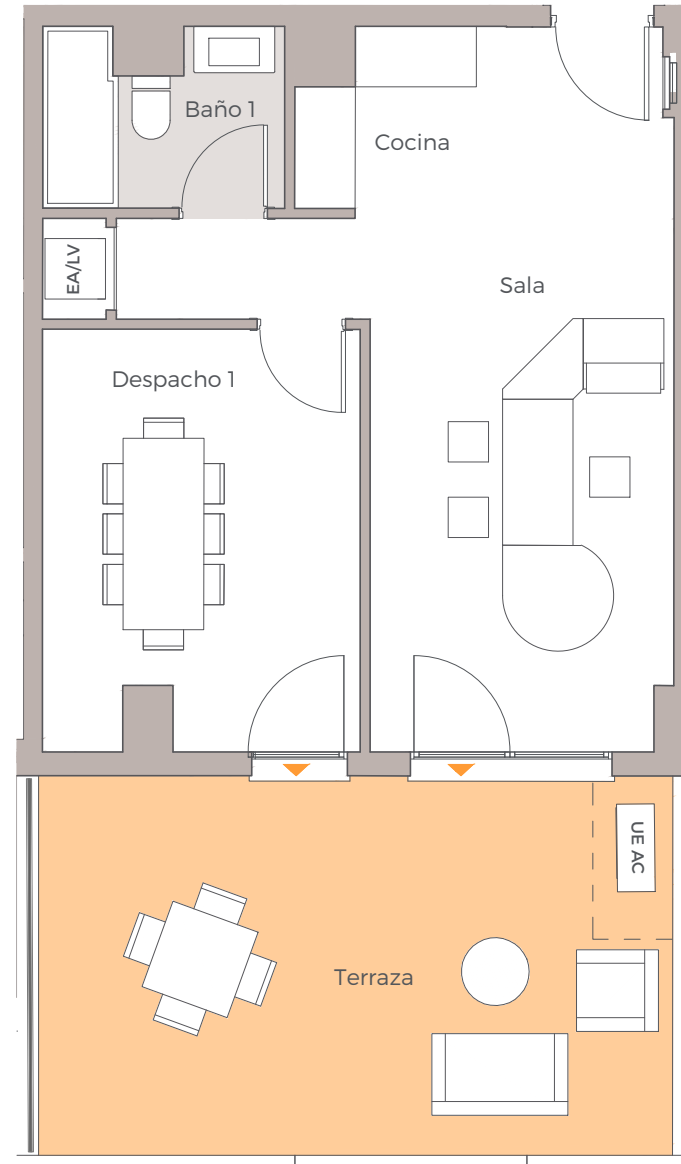 Baño 1
Cocina
EA/LV
Sala
Despacho 1
UE AC
Terraza